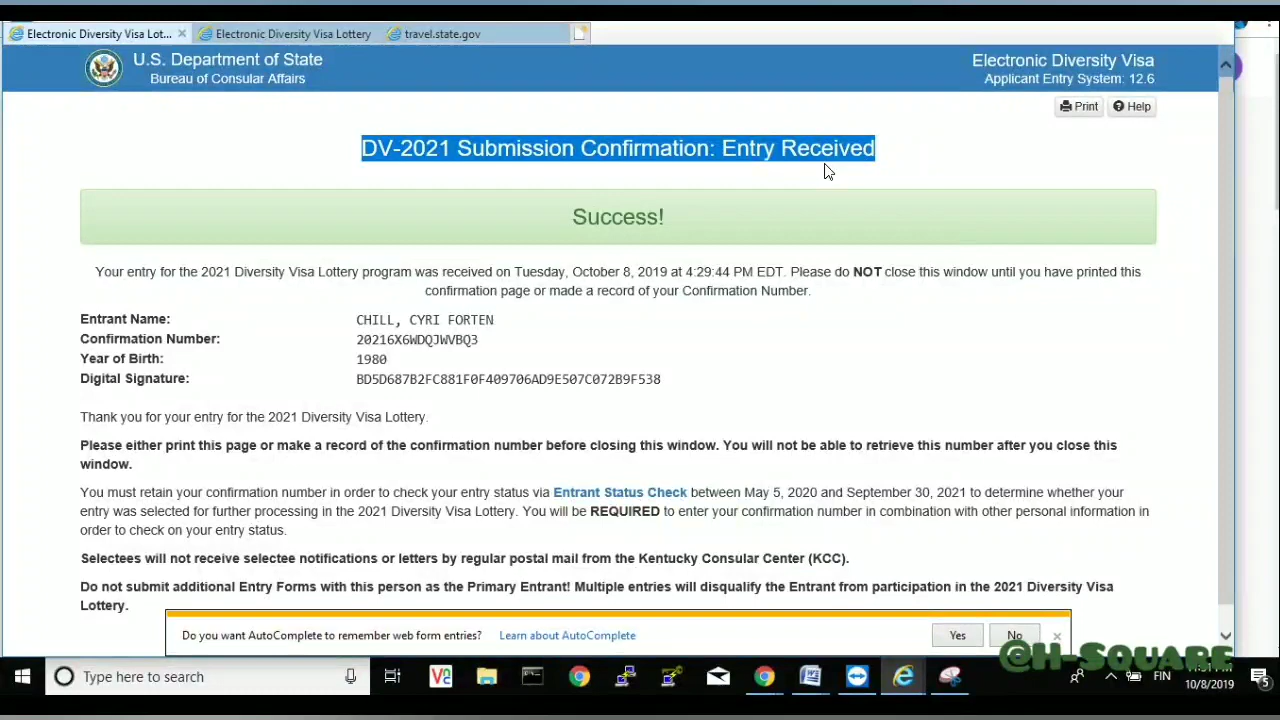 Electronic Diversity Visa Lot...
Electronic Diversity Visa Lottery
travel.state.gov
U.S. Department of State
Bureau of Consular Affairs
Electronic Diversity Visa
Applicant Entry System: 12.6
Print
Help
DV-2021 Submission Confirmation: Entry Received
Success!
Your entry for the 2021 Diversity Visa Lottery program was received on Tuesday, October 8, 2019 at 4:29:44 PM EDT. Please do NOT close this window until you have printed this
confirmation page or made a record of your Confirmation Number.
Entrant Name: CHILL, CYRI FORTEN
Confirmation Number: 20216X6WDQJWVBQ3
Year of Birth: 1980
Digital Signature: BD5D687B2FC881F0F409706AD9E507C072B9F538
Thank you for your entry for the 2021 Diversity Visa Lottery.
Please either print this page or make a record of the confirmation number before closing this window. You will not be able to retrieve this number after you close this
window.
You must retain your confirmation number in order to check your entry status via Entrant Status Check between May 5, 2020 and September 30, 2021 to determine whether your
entry was selected for further processing in the 2021 Diversity Visa Lottery. You will be REQUIRED to enter your confirmation number in combination with other personal information in
order to check on your entry status.
Selectees will not receive selectee notifications or letters by regular postal mail from the Kentucky Consular Center (KCC).
Do not submit additional Entry Forms with this person as the Primary Entrant! Multiple entries will disqualify the Entrant from participation in the 2021 Diversity Visa
Lottery.
Do you want AutoComplete to remember web form entries? Learn about AutoComplete Yes No
@H-SQUARE
Type here to search
FIN
10/8/2019
5